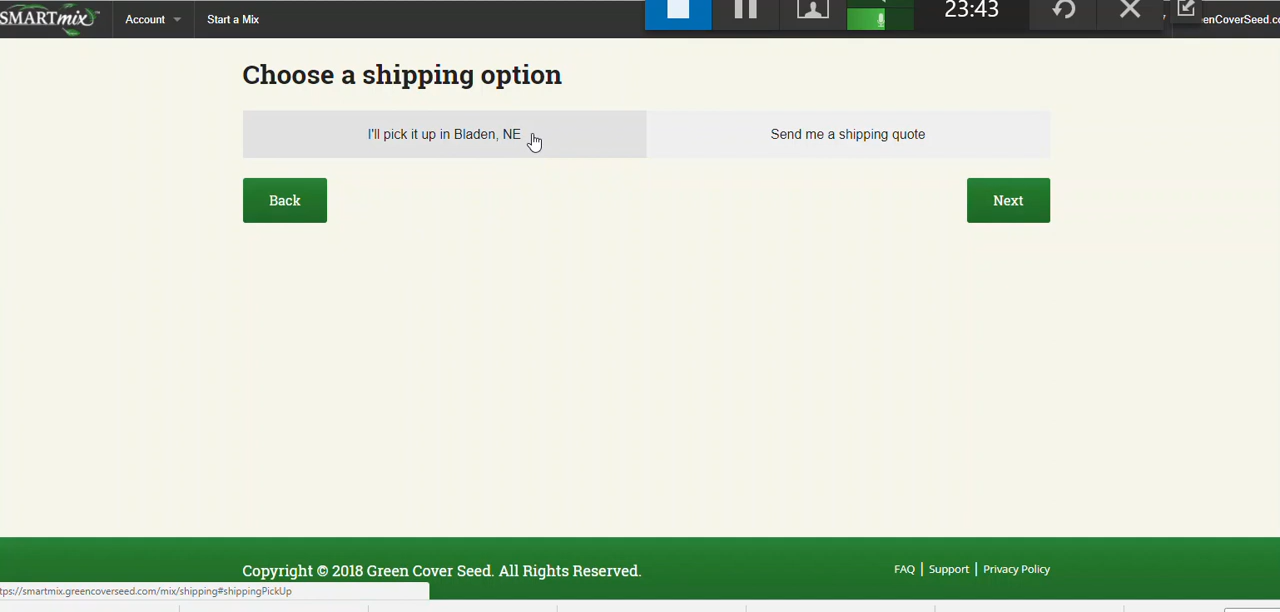 SMARTmix™
Account
Start a Mix
23:43
enCoverSeed.co
Choose a shipping option
I'll pick it up in Bladen, NE
Send me a shipping quote
Back
Next
Copyright © 2018 Green Cover Seed. All Rights Reserved.
FAQ | Support | Privacy Policy
tps://smartmix.greencoverseed.com/mix/shipping#shippingPickUp